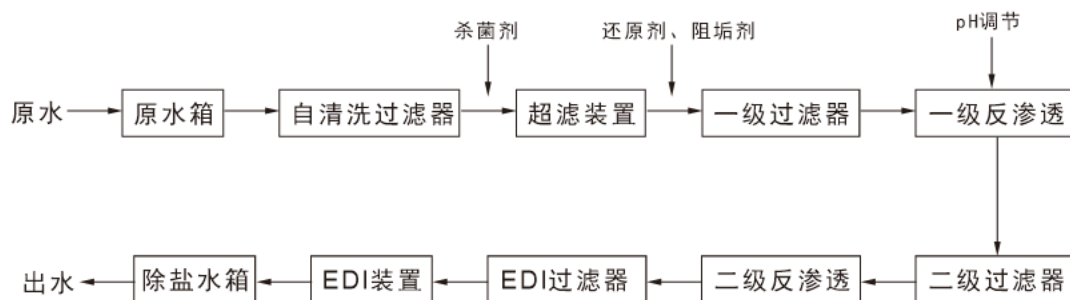 杀菌剂
还原剂、阻垢剂
pH调节
原水
原水箱
自清洗过滤器
超滤装置
一级过滤器
一级反渗透
出水
除盐水箱
EDI装置
EDI过滤器
二级反渗透
二级过滤器